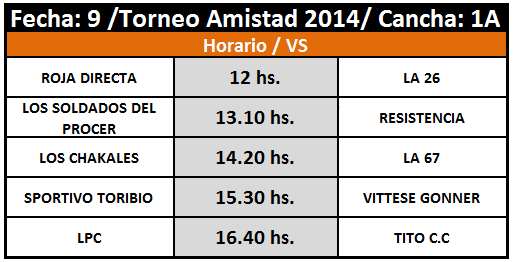 Fecha: 9 /Torneo Amistad 2014/ Cancha: 1A
Horario / VS
ROJA DIRECTA 12 hs. LA 26
LOS SOLDADOS DEL
PROCER 13.10 hs. RESISTENCIA
LOS CHAKALES 14.20 hs. LA 67
SPORTIVO TORIBIO 15.30 hs. VITTESE GONNER
LPC 16.40 hs. TITO C.C